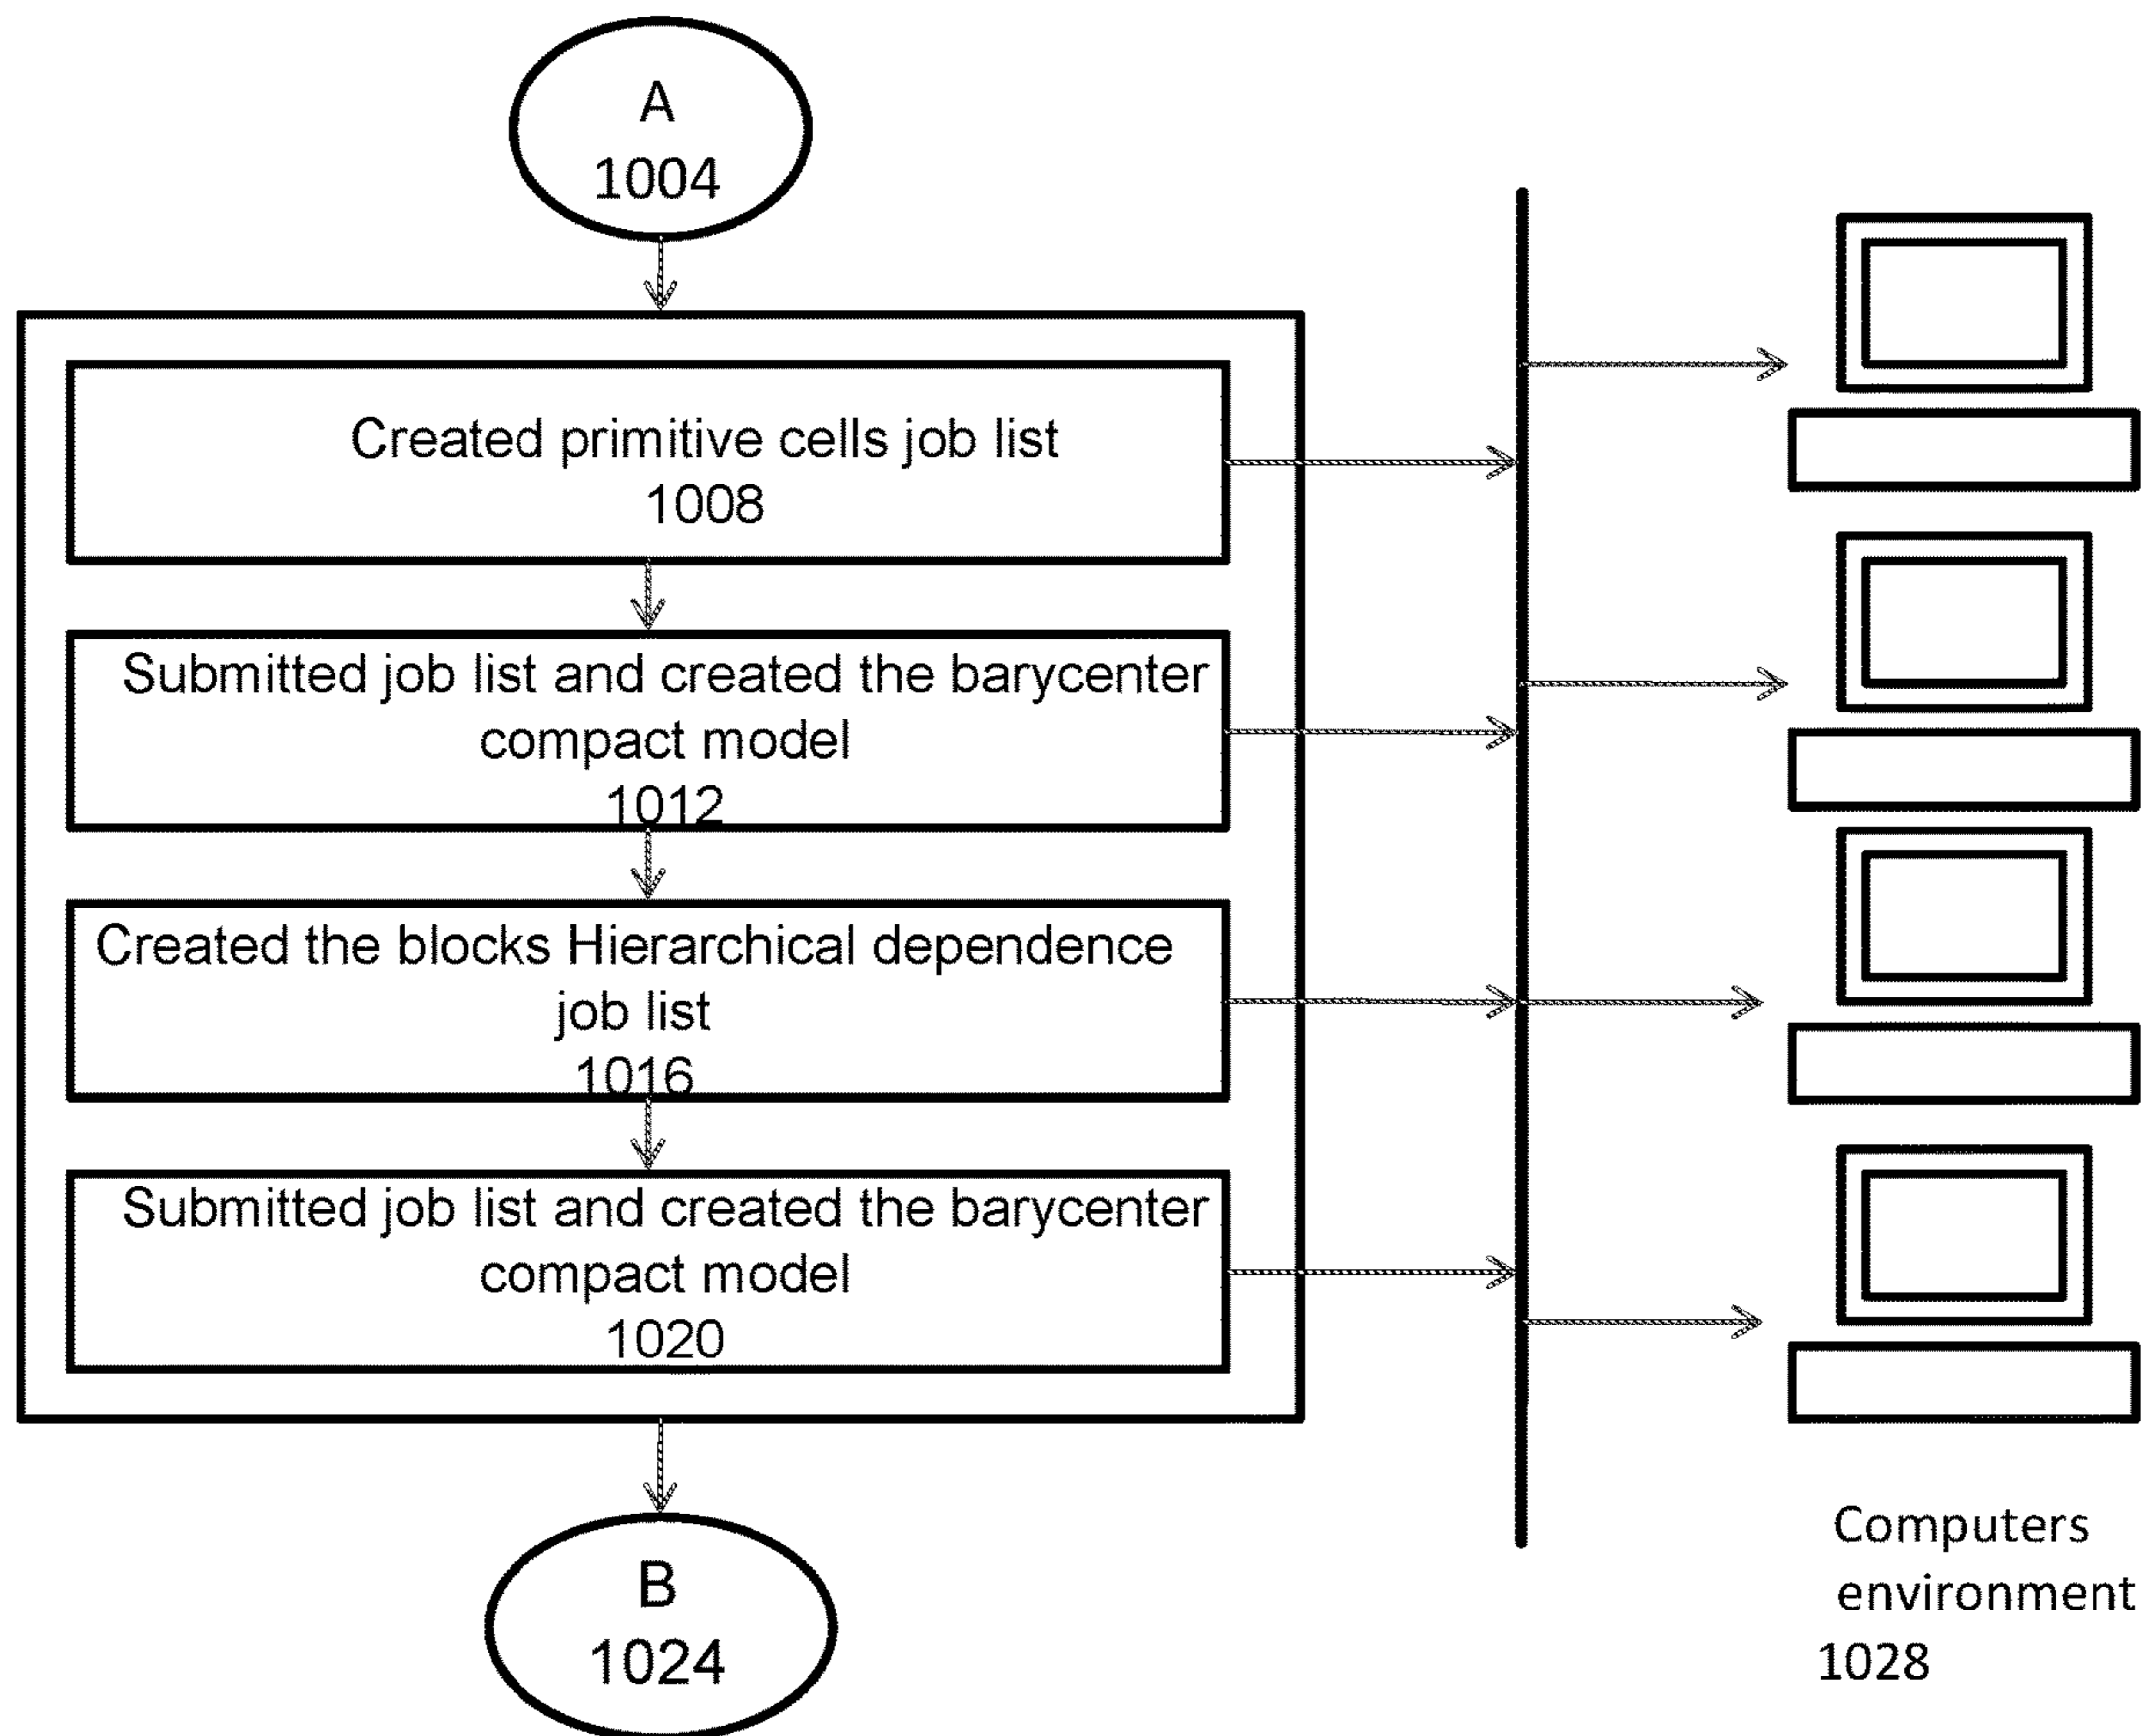 A
1004
Created primitive cells job list
1008
Submitted job list and created the barycenter
compact model
1012
Created the blocks Hierarchical dependence
job list
1016
Submitted job list and created the barycenter
compact model
1020
B
1024
Computers
environment
1028